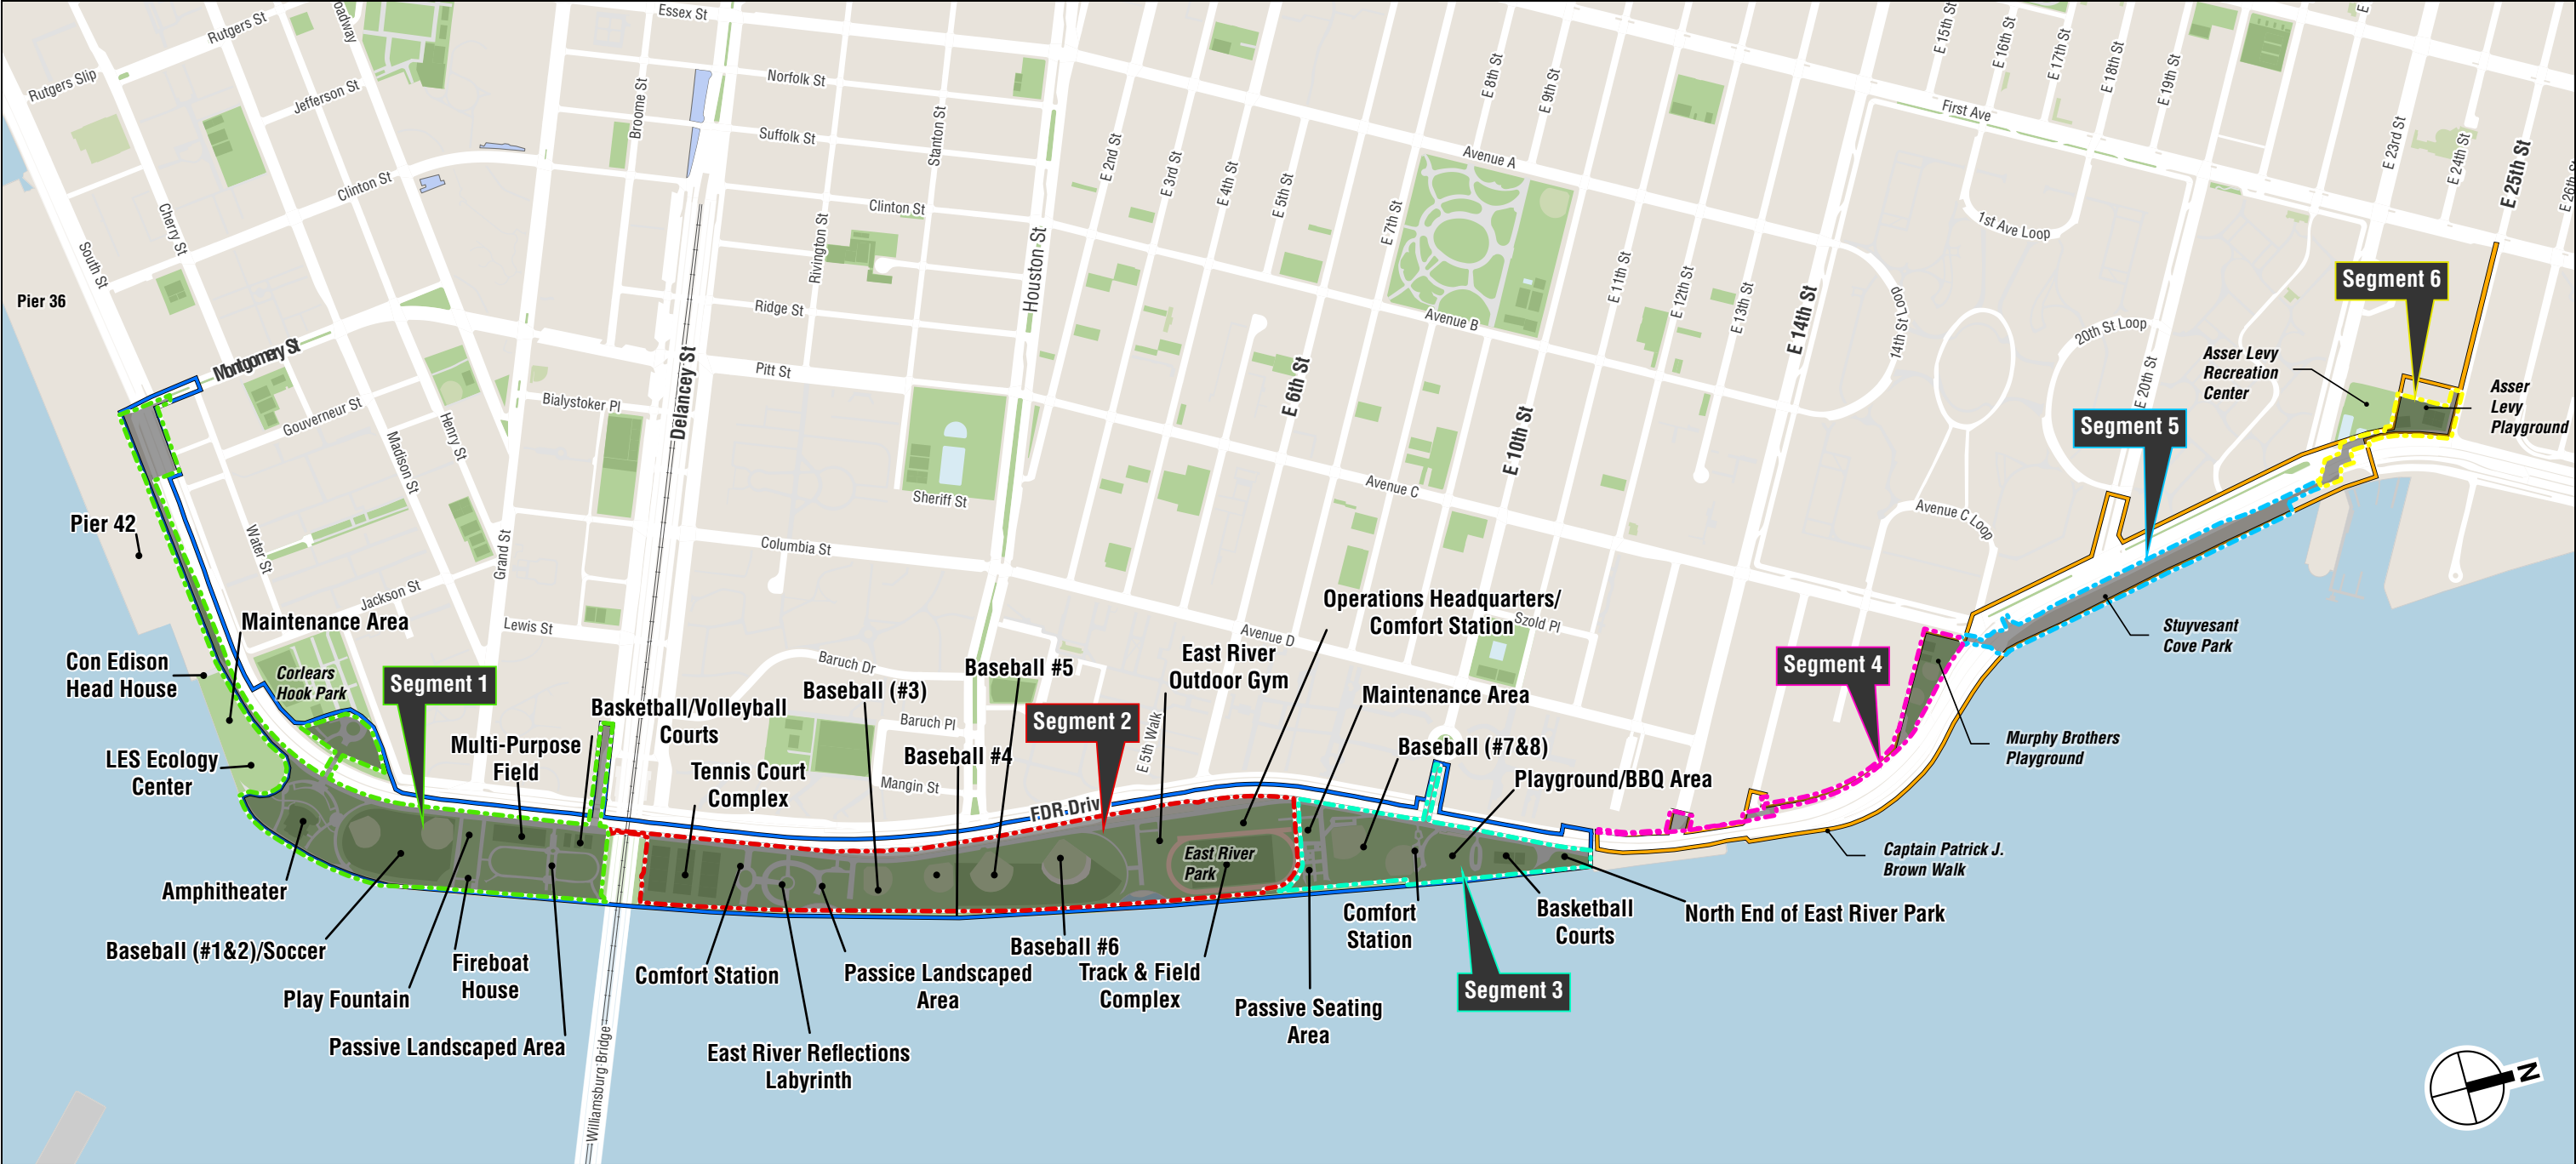 Essex St
Rutgers St
Rutgers Slip
Jefferson St
Broome St
Norfolk St
Suffolk St
Stanton St
Clinton St
Clinton St
Rivington St
Ridge St
Houston St
E 2nd St
E 3rd St
E 4th St
E 5th St
E 7th St
E 8th St
E 9th St
Avenue A
E 15th St
E 16th St
E 17th St
E 18th St
E 19th St
First Ave
1st Ave Loop
E 23rd St
E 24th St
E 25th St
Cherry St
South St
Pier 36
Montgomery St
Gouverneur St
Madison St
Henry St
Water St
Jackson St
Grand St
Lewis St
Bialystoker Pl
Delancey St
Pitt St
Sheriff St
Columbia St
E 6th St
E 10th St
Avenue B
Avenue C
E 11th St
E 12th St
E 13th St
E 14th St
14th St Loop
20th St Loop
E 20th St
Avenue C Loop
Avenue D
Szold Pl
Baruch Dr
Baruch Pl
Mangin St
E 5th Walk
FDR Driv
Segment 6
Asser Levy
Recreation
Center
Asser
Levy
Playground
Segment 5
Stuyvesant
Cove Park
Segment 4
Murphy Brothers
Playground
Captain Patrick J.
Brown Walk
Pier 42
Maintenance Area
Con Edison
Head House
Corlears
Hook Park
LES Ecology
Center
Segment 1
Multi-Purpose
Field
Basketball/Volleyball
Courts
Tennis Court
Complex
Baseball (#3)
Baseball #4
Baseball #5
Segment 2
East River
Outdoor Gym
Operations Headquarters/
Comfort Station
Maintenance Area
Baseball (#7&8)
Playground/BBQ Area
East River
Park
Amphitheater
Baseball (#1&2)/Soccer
Play Fountain
Fireboat
House
Passive Landscaped Area
Williamsburg Bridge
Comfort Station
East River Reflections
Labyrinth
Passice Landscaped
Area
Baseball #6
Track & Field
Complex
Passive Seating
Area
Comfort
Station
Segment 3
Basketball
Courts
North End of East River Park
N